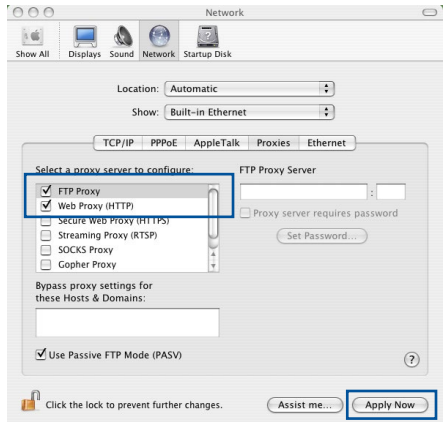 Network
Show All Displays Sound Network Startup Disk
Location: Automatic
Show: Built-in Ethernet
TCP/IP PPPoE AppleTalk Proxies Ethernet
Select a proxy server to configure: FTP Proxy Server
FTP Proxy
:
Web Proxy (HTTP)
Proxy server requires password
Secure Web Proxy (HTTPS)
Streaming Proxy (RTSP)
Set Password...
SOCKS Proxy
Gopher Proxy
Bypass proxy settings for
these Hosts & Domains:
Use Passive FTP Mode (PASV)
?
Click the lock to prevent further changes. Assist me... Apply Now